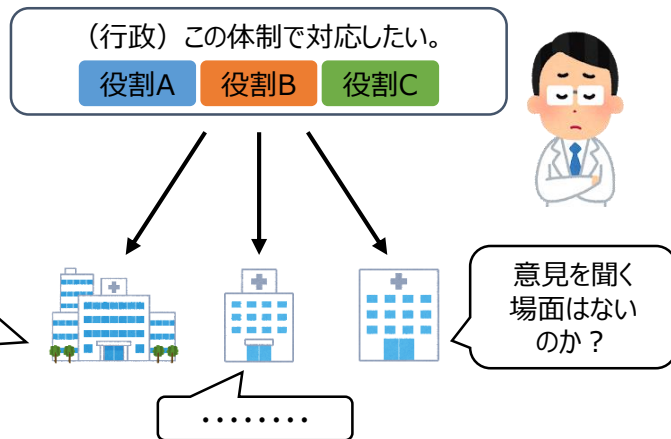 （行政）この体制で対応したい。
役割A 役割B 役割C
意見を聞く
場面はない
のか？
・・・・・・・・